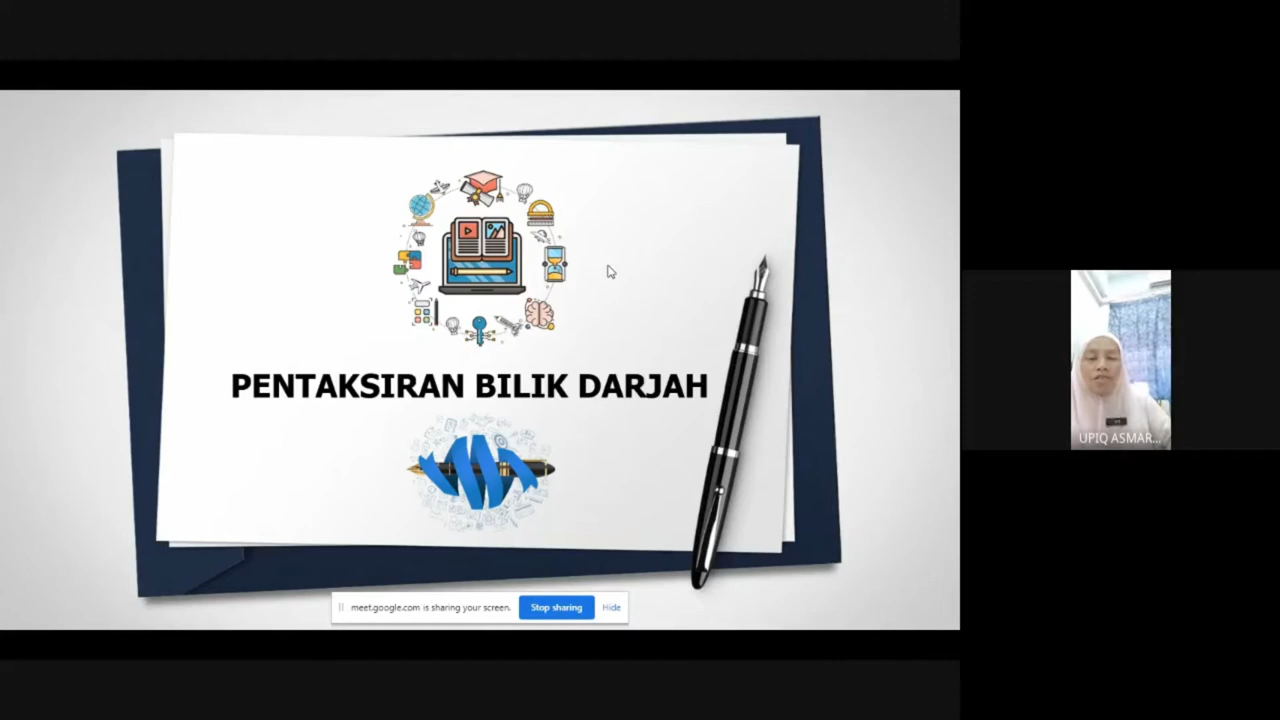 PENTAKSIRAN BILIK DARJAH
meet.google.com is sharing your screen.
Stop sharing
Hide
UPIQ ASMAR...